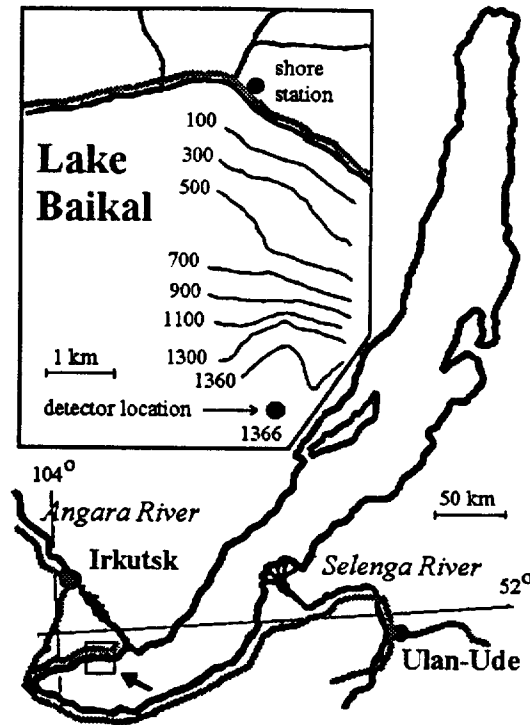 shore
station
100
Lake
Baikal
300
500
700
900
1100
1300
1360
1 km
detector location
1366
104°
Angara River
50 km
Irkutsk
Selenga River
52°
Ulan-Ude